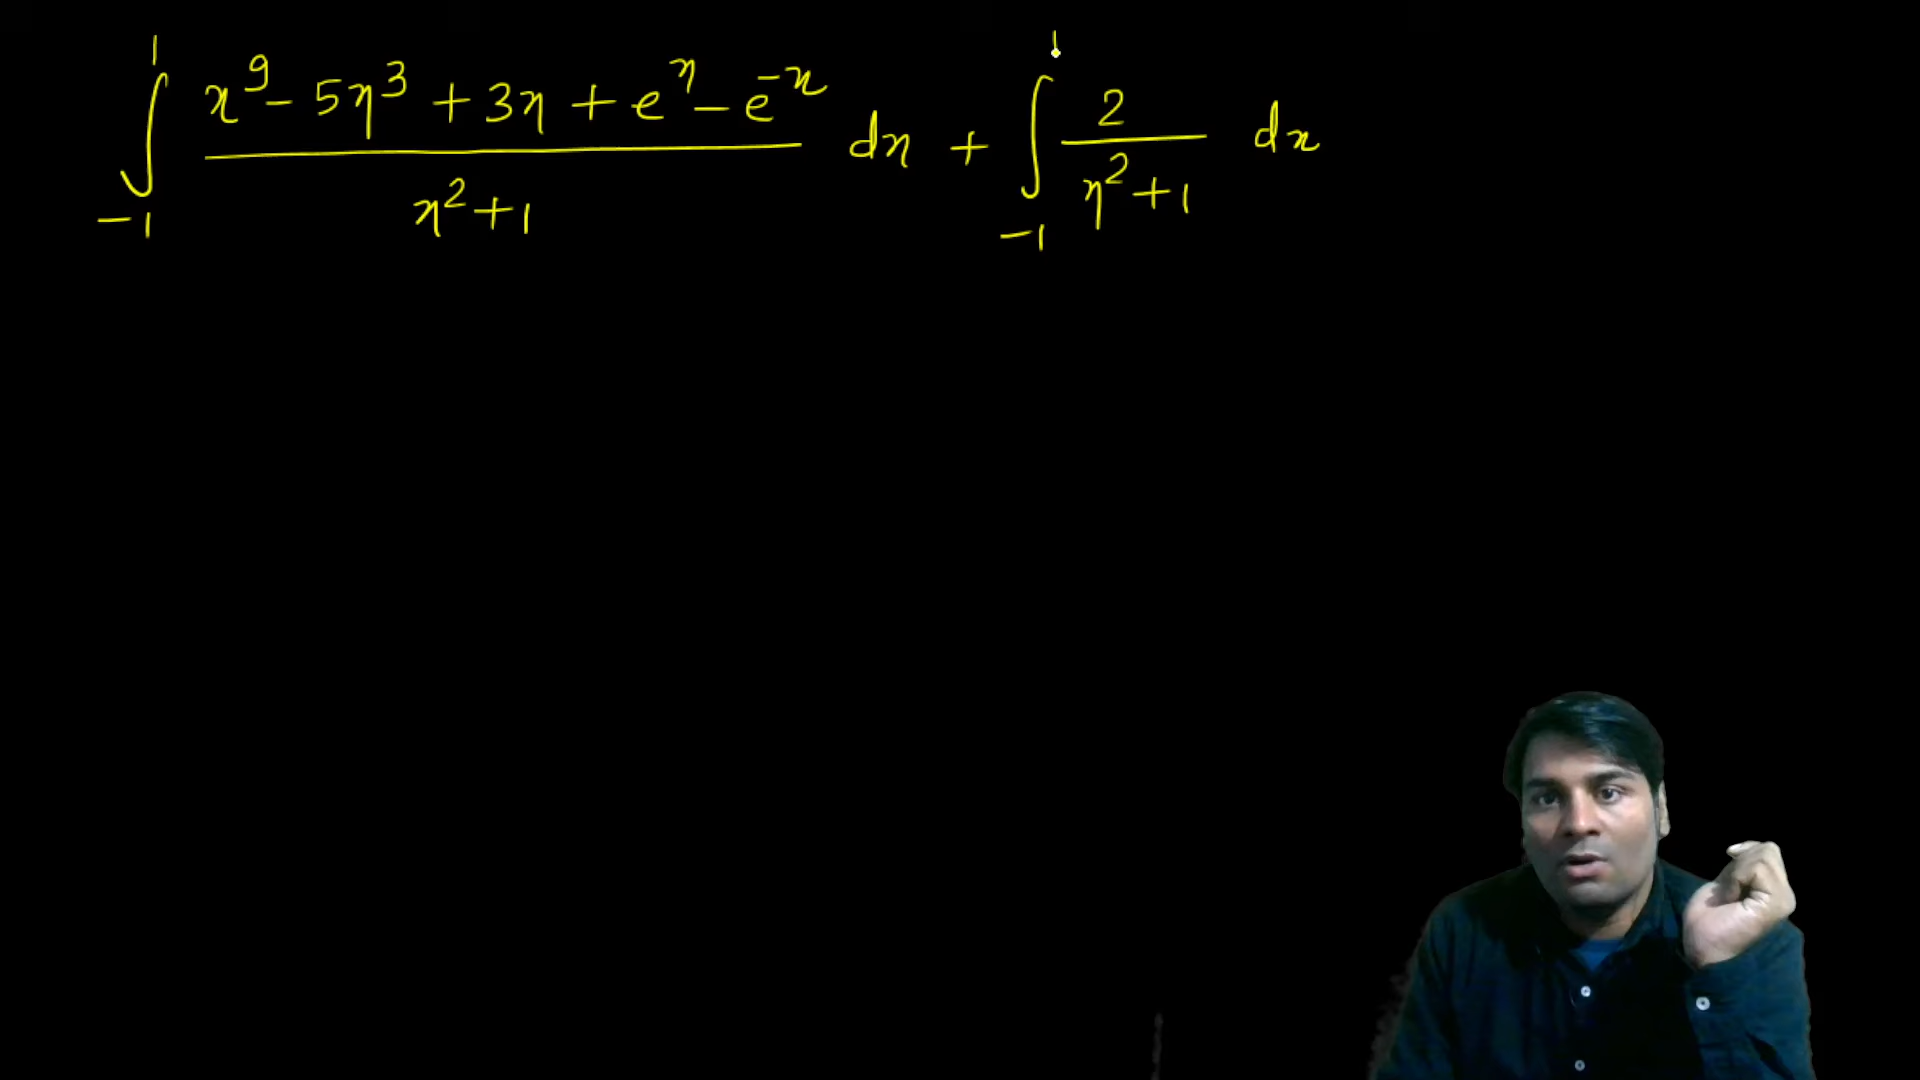 ∫_{-1}^{1} (x^9 - 5x^3 + 3x + e^x - e^{-x}) / (x^2 + 1) dx + ∫_{-1}^{1} 2 / (x^2 + 1) dx